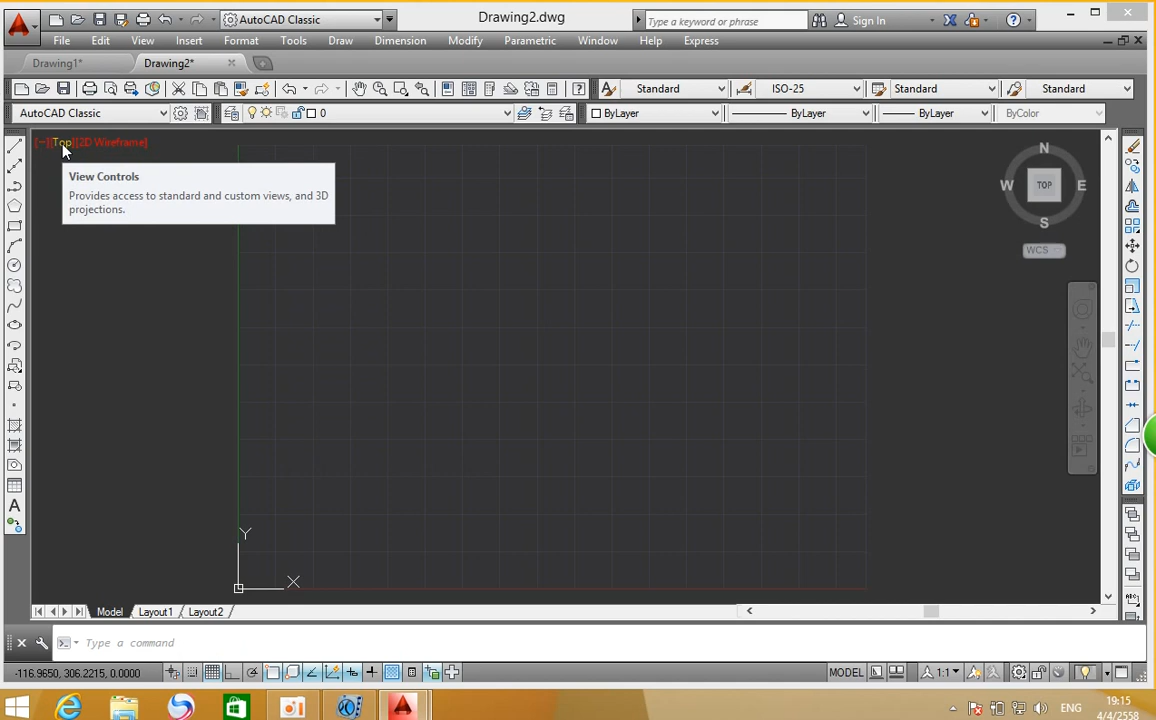 AutoCAD Classic
Drawing2.dwg
Type a keyword or phrase
Sign In
File Edit View Insert Format Tools Draw Dimension Modify Parametric Window Help Express
Drawing1*
Drawing2*
Standard
ISO-25
Standard
Standard
AutoCAD Classic
0
ByLayer
ByLayer
ByLayer
ByColor
[−][Top][2D Wireframe]
View Controls
Provides access to standard and custom views, and 3D
projections.
N
W
TOP
E
S
WCS
Y
X
Model
Layout1
Layout2
Type a command
-116.9650, 306.2215, 0.0000
MODEL
1:1
ENG
19:15
4/4/2558